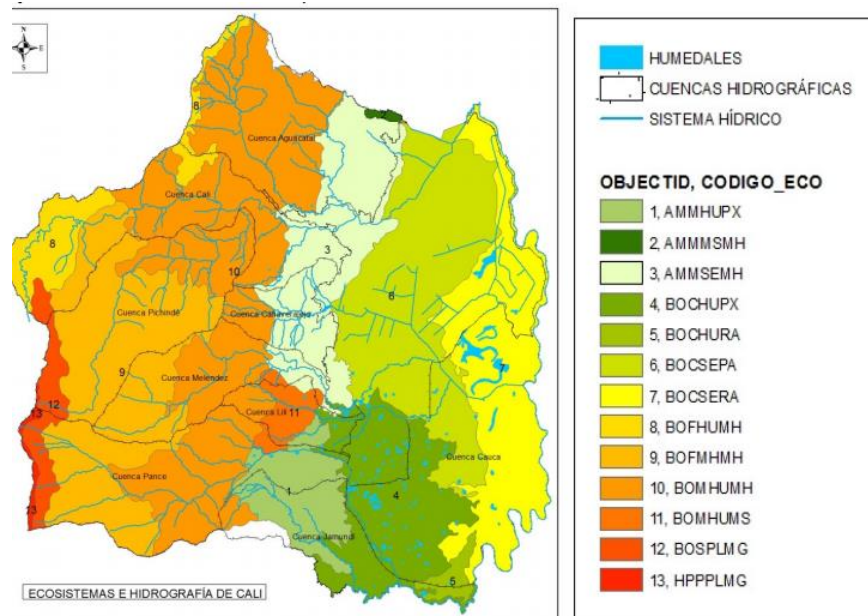 N
E
S
8
Cuenca Aguacatal
Cuenca Cali
8
3
10
6
Cuenca Cañaveralejo
Cuenca Pichindé
7
9
Cuenca Meléndez
12
Cuenca Lili
11
13
Cuenca Cauca
Cuenca Pance
1
4
13
Cuenca Jamundí
5
ECOSISTEMAS E HIDROGRAFÍA DE CALI
HUMEDALES
CUENCAS HIDROGRÁFICAS
SISTEMA HÍDRICO
OBJECTID, CODIGO_ECO
1, AMMHUPX
2, AMMMSMH
3, AMMSEMH
4, BOCHUPX
5, BOCHURA
6, BOCSEPA
7, BOCSERA
8, BOFHUMH
9, BOFMHMH
10, BOMHUMH
11, BOMHUMS
12, BOSPLMG
13, HPPPLMG